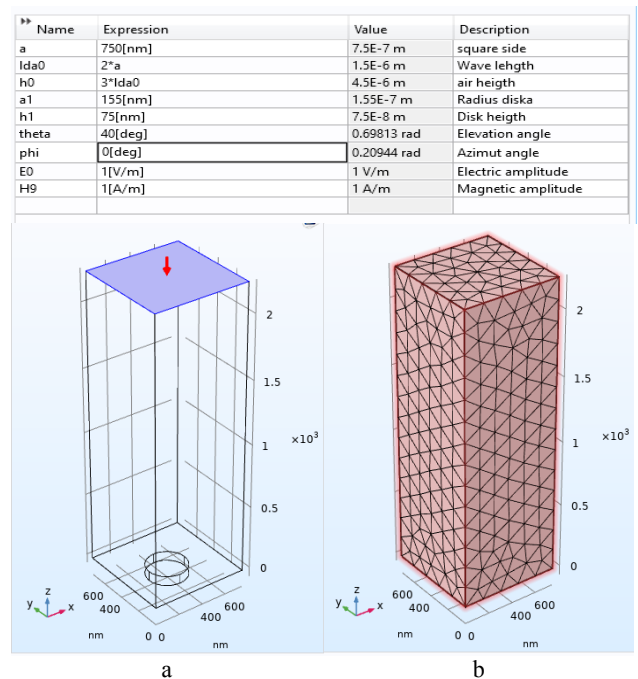 Name Expression Value Description
a 750[nm] 7.5E-7 m square side
lda0 2*a 1.5E-6 m Wave lehgth
h0 3*lda0 4.5E-6 m air heigth
a1 155[nm] 1.55E-7 m Radius diska
h1 75[nm] 7.5E-8 m Disk heigth
theta 40[deg] 0.69813 rad Elevation angle
phi 0[deg] 0.20944 rad Azimut angle
E0 1[V/m] 1 V/m Electric amplitude
H9 1[A/m] 1 A/m Magnetic amplitude
2 2
1.5 1.5
×10³ ×10³
1 1
0.5 0.5
0 0
z z
y x y x
600 600 600 600
400 400 400 400
nm 0 0 nm nm 0 0 nm
a b